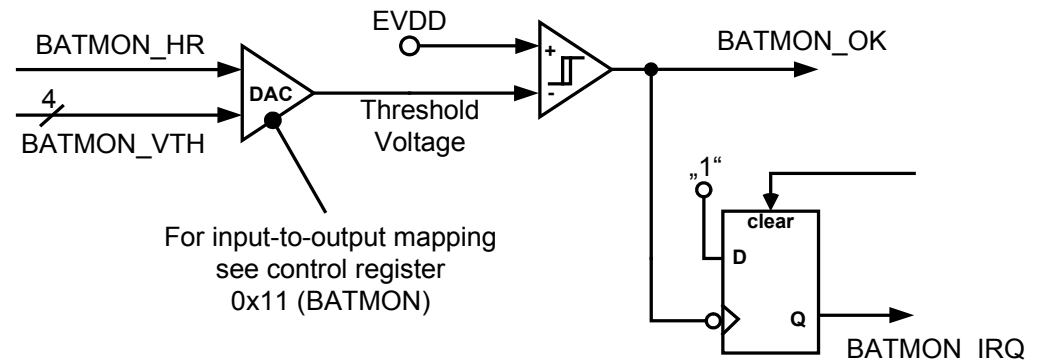 EVDD
BATMON_HR
BATMON_OK
+
DAC
-
4
Threshold
Voltage
BATMON_VTH
„1“
clear
For input-to-output mapping
see control register
0x11 (BATMON)
D
Q
BATMON_IRQ